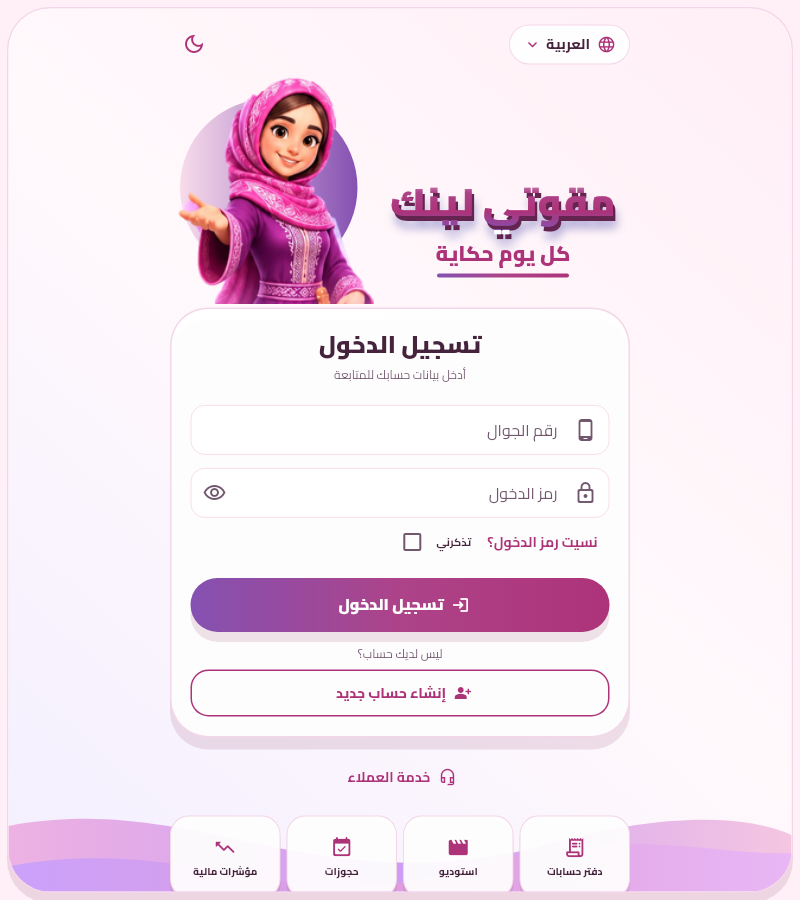 العربية
مقوتي لينك
كل يوم حكاية
تسجيل الدخول
أدخل بيانات حسابك للمتابعة
رقم الجوال
رمز الدخول
نسيت رمز الدخول؟ تذكرني
تسجيل الدخول
ليس لديك حساب؟
إنشاء حساب جديد
خدمة العملاء
دفتر حسابات استوديو حجوزات مؤشرات مالية